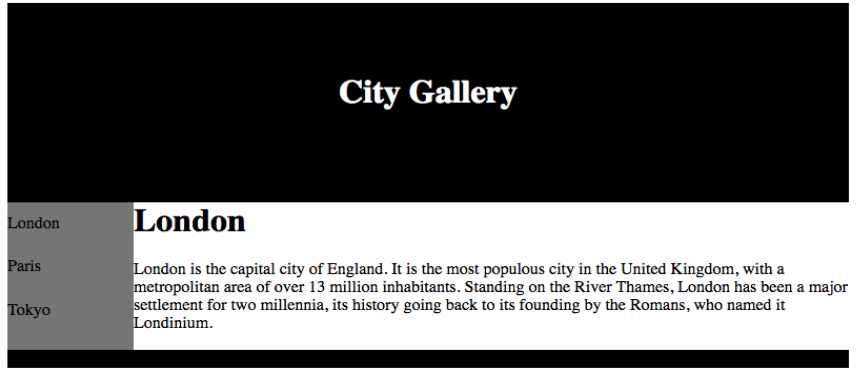 City Gallery
London
Paris
Tokyo
London
London is the capital city of England. It is the most populous city in the United Kingdom, with a
metropolitan area of over 13 million inhabitants. Standing on the River Thames, London has been a major
settlement for two millennia, its history going back to its founding by the Romans, who named it
Londinium.